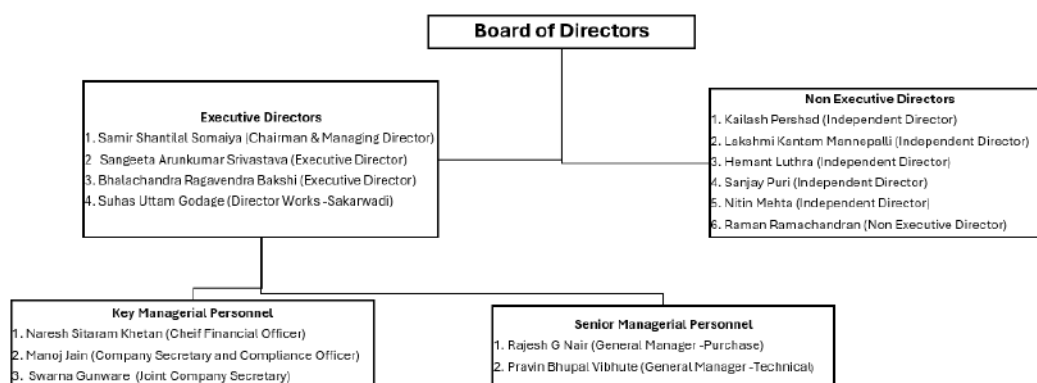 Board of Directors
Executive Directors
1. Samir Shantilal Somaiya (Chairman & Managing Director)
2 Sangeeta Arunkumar Srivastava (Executive Director)
3. Bhalachandra Ragavendra Bakshi (Executive Director)
4. Suhas Uttam Godage (Director Works -Sakarwadi)
Non Executive Directors
1. Kailash Pershad (Independent Director)
2. Lakshmi Kantam Mannepalli (Independent Director)
3. Hemant Luthra (Independent Director)
4. Sanjay Puri (Independent Director)
5. Nitin Mehta (Independent Director)
6. Raman Ramachandran (Non Executive Director)
Key Managerial Personnel
1. Naresh Sitaram Khetan (Cheif Financial Officer)
2. Manoj Jain (Company Secretary and Compliance Officer)
3. Swarna Gunware (Joint Company Secretary)
Senior Managerial Personnel
1. Rajesh G Nair (General Manager -Purchase)
2. Pravin Bhupal Vibhute (General Manager -Technical)